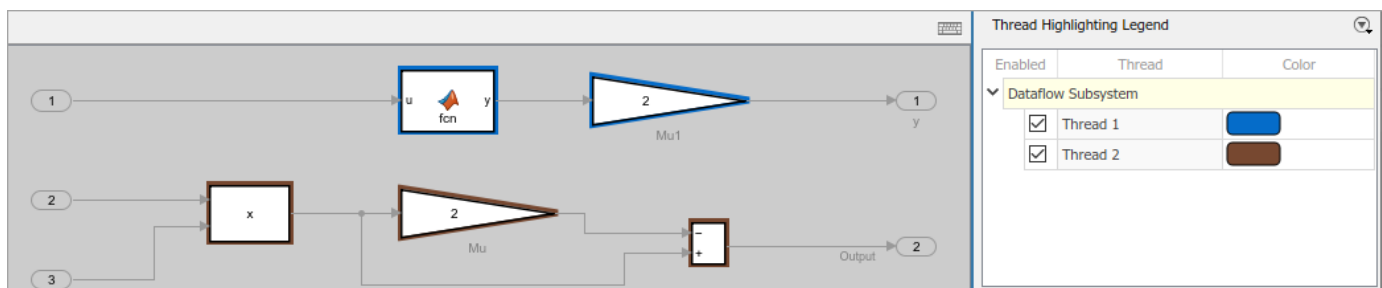 Thread Highlighting Legend
Enabled Thread Color
Dataflow Subsystem
Thread 1
Thread 2
1
u y
fcn
2
Mu1
1
y
2
x
2
Mu
−
+
Output
2
3